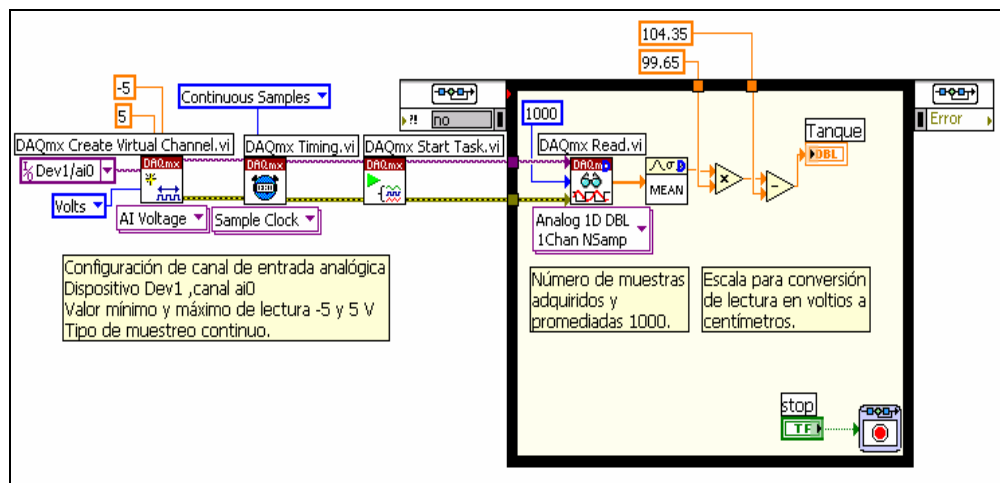 104.35
99.65
-5
5
Continuous Samples
?! no
Error
1000
DAQmx Create Virtual Channel.vi
DAQmx Timing.vi
DAQmx Start Task.vi
DAQmx Read.vi
Tanque
I/O Dev1/ai0
DAQmx
DAQmx
DAQmx
DAQm
MEAN
DBL
Volts
AI Voltage
Sample Clock
Analog 1D DBL
1Chan NSamp
Configuración de canal de entrada analógica
Dispositivo Dev1 ,canal ai0
Valor mínimo y máximo de lectura -5 y 5 V
Tipo de muestreo continuo.
Número de muestras
adquiridos y
promediadas 1000.
Escala para conversión
de lectura en voltios a
centímetros.
stop
TF